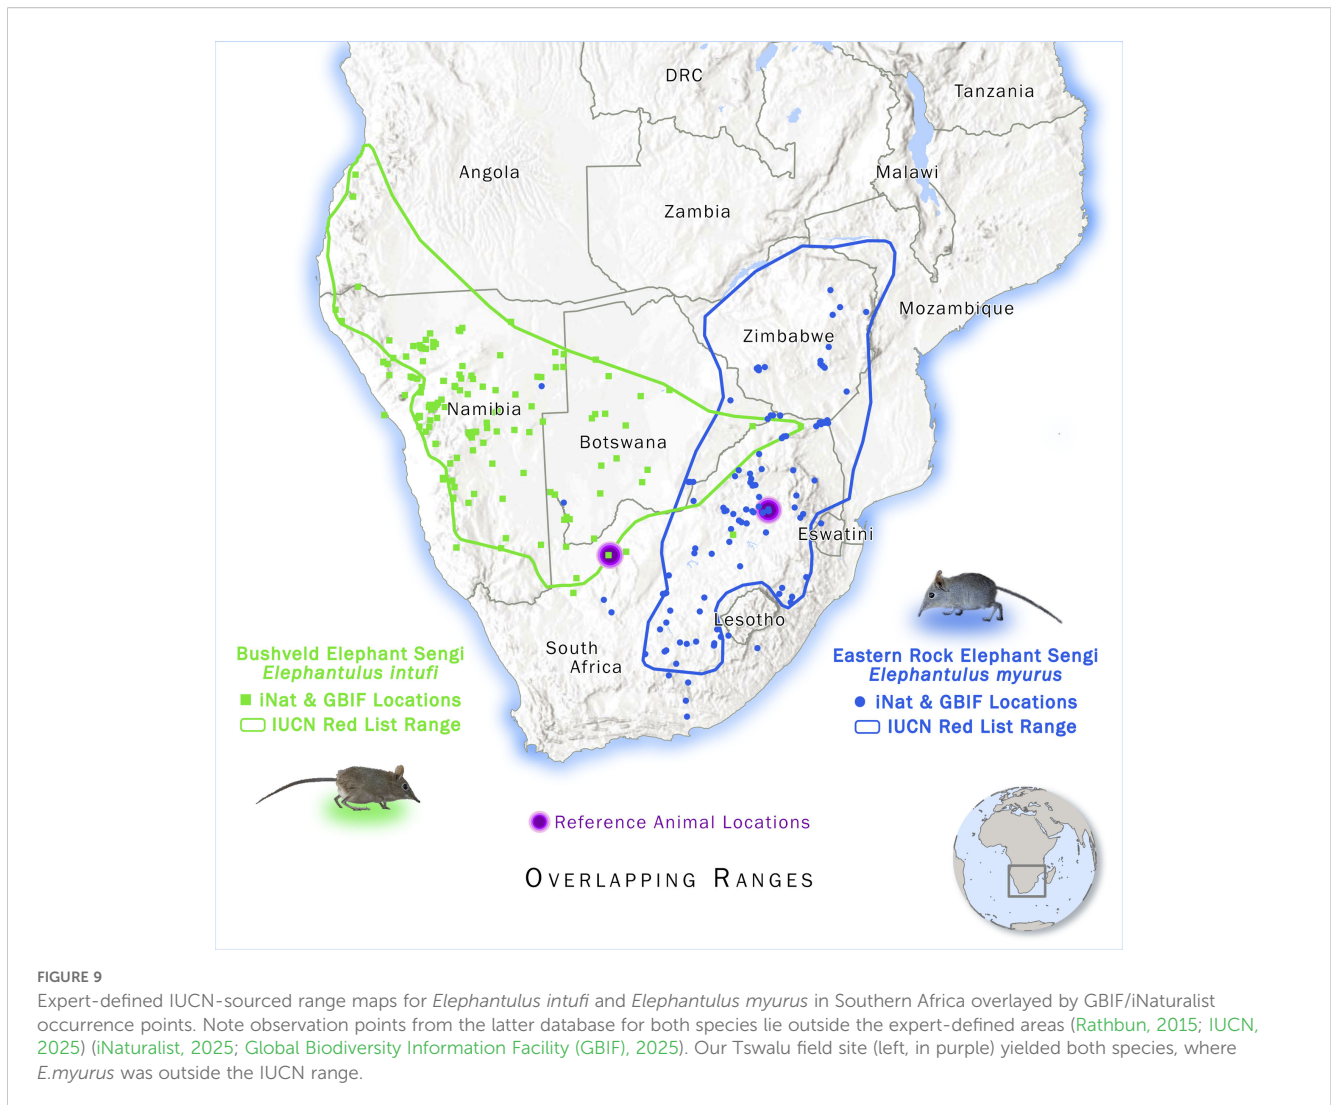 DRC
Tanzania
Angola
Malawi
Zambia
Mozambique
Zimbabwe
Namibia
Botswana
Eswatini
Lesotho
South
Africa
Bushveld Elephant Sengi
Elephantulus intufi
iNat & GBIF Locations
IUCN Red List Range
Eastern Rock Elephant Sengi
Elephantulus myurus
iNat & GBIF Locations
IUCN Red List Range
Reference Animal Locations
OVERLAPPING RANGES
FIGURE 9
Expert-defined IUCN-sourced range maps for Elephantulus intufi and Elephantulus myurus in Southern Africa overlayed by GBIF/iNaturalist
occurrence points. Note observation points from the latter database for both species lie outside the expert-defined areas (Rathbun, 2015; IUCN,
2025) (iNaturalist, 2025; Global Biodiversity Information Facility (GBIF), 2025). Our Tswalu field site (left, in purple) yielded both species, where
E.myurus was outside the IUCN range.